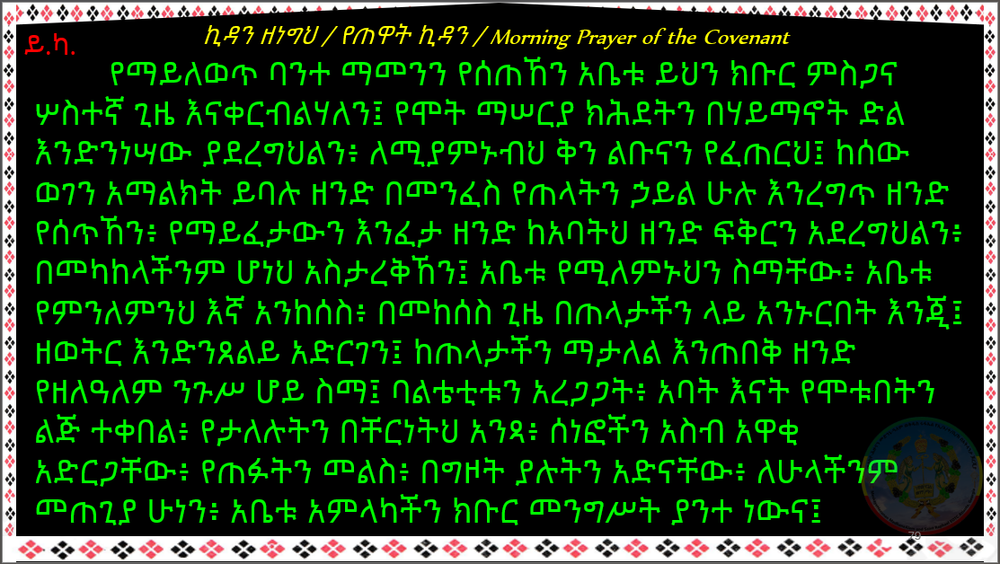 ኪዳን ዘነግህ / የጠዋት ኪዳን / Morning Prayer of the Covenant
ይ.ካ.
የማይለወጥ ባንተ ማመንን የሰጠኸን አቤቱ ይህን ክቡር ምስጋና
ሦስተኛ ጊዜ እናቀርብልሃለን፤ የሞት ማሠርያ ክሕደትን በሃይማኖት ድል
እንድንነሣው ያደረግህልን፥ ለሚያምኑብህ ቅን ልቡናን የፈጠርህ፤ ከሰው
ወገን አማልክት ይባሉ ዘንድ በመንፈስ የጠላትን ኃይል ሁሉ እንረግጥ ዘንድ
የሰጥኸን፥ የማይፈታውን እንፈታ ዘንድ ከአባትህ ዘንድ ፍቅርን አደረግህልን፥
በመካከላችንም ሆነህ አስታረቅኸን፤ አቤቱ የሚለምኑህን ስማቸው፥ አቤቱ
የምንለምንህ እኛ አንከሰስ፥ በመከሰስ ጊዜ በጠላታችን ላይ አንኑርበት እንጂ፤
ዘወትር እንድንጸልይ አድርገን፤ ከጠላታችን ማታለል እንጠበቅ ዘንድ
የዘለዓለም ንጉሥ ሆይ ስማ፤ ባልቴቲቱን አረጋጋት፥ አባት እናት የሞቱበትን
ልጅ ተቀበል፥ የታለሉትን በቸርነትህ አንጻ፥ ሰነፎችን አስብ አዋቂ
አድርጋቸው፥ የጠፉትን መልስ፥ በግዞት ያሉትን አድናቸው፥ ለሁላችንም
መጠጊያ ሁነን፥ አቤቱ አምላካችን ክቡር መንግሥት ያንተ ነውና፤
79